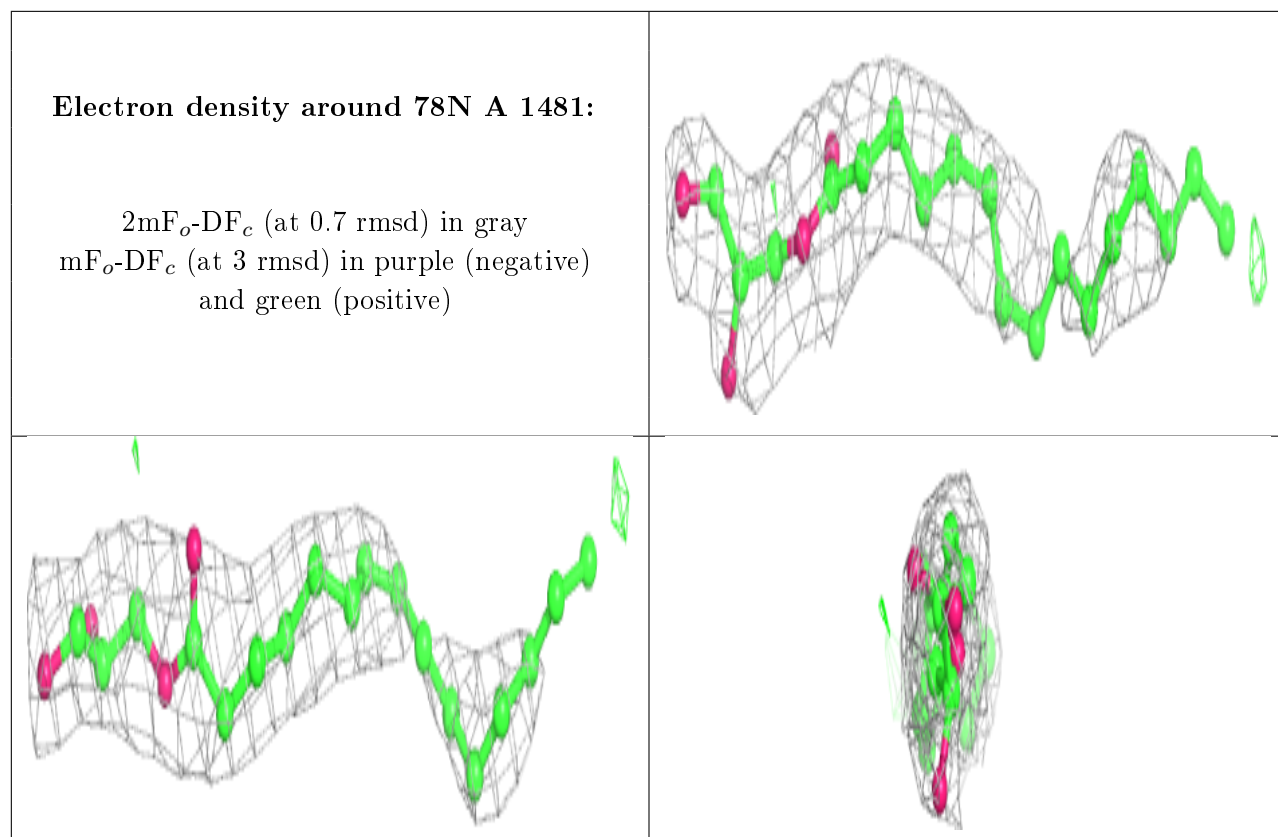 Electron density around 78N A 1481:
2mFo-DFc (at 0.7 rmsd) in gray
mFo-DFc (at 3 rmsd) in purple (negative)
and green (positive)